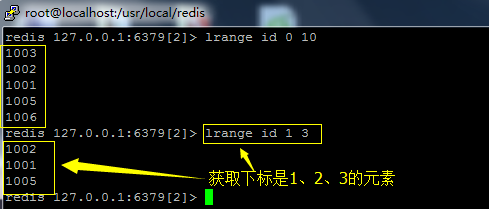 root@localhost:/usr/local/redis
redis 127.0.0.1:6379[2]> lrange id 0 10
1003
1002
1001
1005
1006
redis 127.0.0.1:6379[2]> lrange id 1 3
1002
1001
1005
获取下标是1、2、3的元素
redis 127.0.0.1:6379[2]>